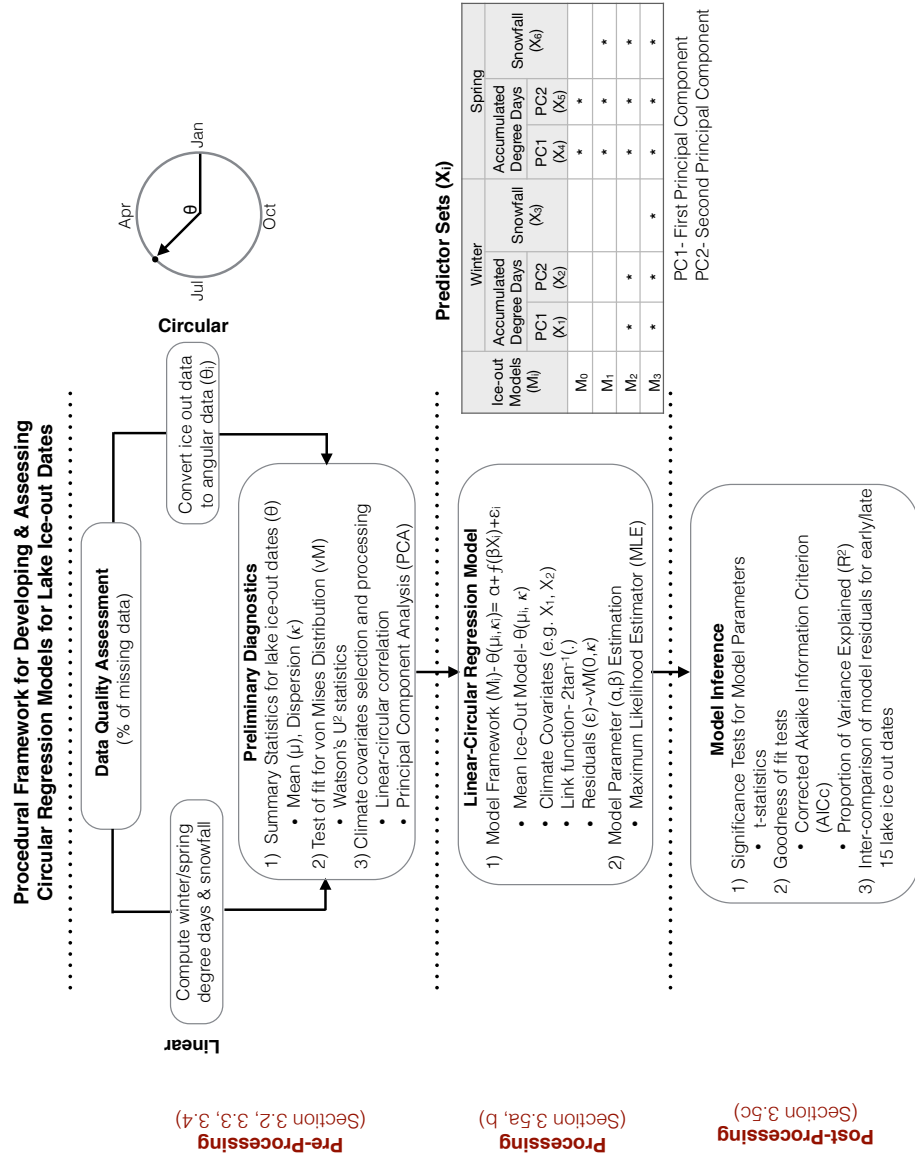 Procedural Framework for Developing & Assessing
Circular Regression Models for Lake Ice-out Dates
Pre-Processing
(Section 3.2, 3.3, 3.4)
Data Quality Assessment
(% of missing data)
Linear
Compute winter/spring
degree days & snowfall
Circular
Convert ice out data
to angular data (θi)
Apr
Jan
Jul
Oct
θ
Preliminary Diagnostics
1) Summary Statistics for lake ice-out dates (θ)
• Mean (μ), Dispersion (κ)
2) Test of fit for von Mises Distribution (vM)
• Watson's U² statistics
3) Climate covariates selection and processing
• Linear-circular correlation
• Principal Component Analysis (PCA)
Processing
(Section 3.5a, b)
Linear-Circular Regression Model
1) Model Framework (Mi)- θ(μi,κi)= α+ƒ(βXi)+εi
• Mean Ice-Out Model- θ(μi, κ)
• Climate Covariates (e.g. X1, X2)
• Link function- 2tan⁻¹(.)
• Residuals (ε)~vM(0,κ)
2) Model Parameter (α,β) Estimation
• Maximum Likelihood Estimator (MLE)
Predictor Sets (Xi)
Winter Spring
Ice-out Models (Mi) Accumulated Degree Days Snowfall (X3) Accumulated Degree Days Snowfall (X6)
PC1 (X1) PC2 (X2) PC1 (X4) PC2 (X5)
M0 * *
M1 * * *
M2 * * * * *
M3 * * * * * *
PC1- First Principal Component
PC2- Second Principal Component
Post-Processing
(Section 3.5c)
Model Inference
1) Significance Tests for Model Parameters
• t-statistics
2) Goodness of fit tests
• Corrected Akaike Information Criterion
(AICc)
• Proportion of Variance Explained (R²)
3) Inter-comparison of model residuals for early/late
15 lake ice out dates